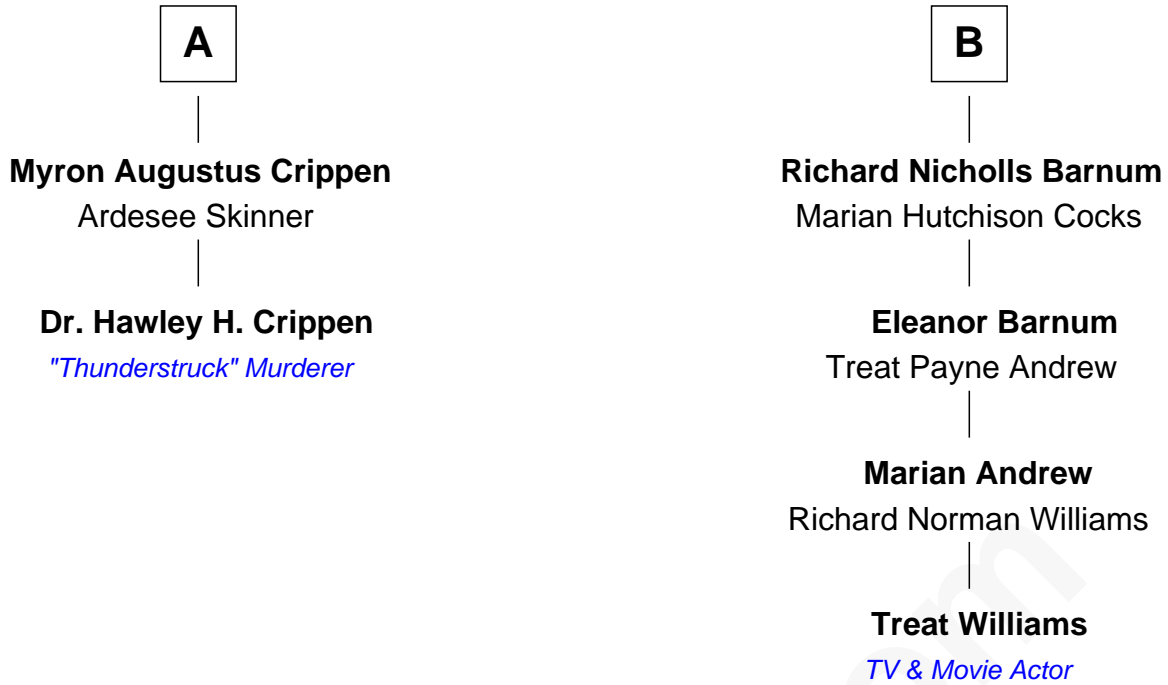 A
Myron Augustus Crippen
Ardesee Skinner
Dr. Hawley H. Crippen
"Thunderstruck" Murderer
B
Richard Nicholls Barnum
Marian Hutchison Cocks
Eleanor Barnum
Treat Payne Andrew
Marian Andrew
Richard Norman Williams
Treat Williams
TV & Movie Actor